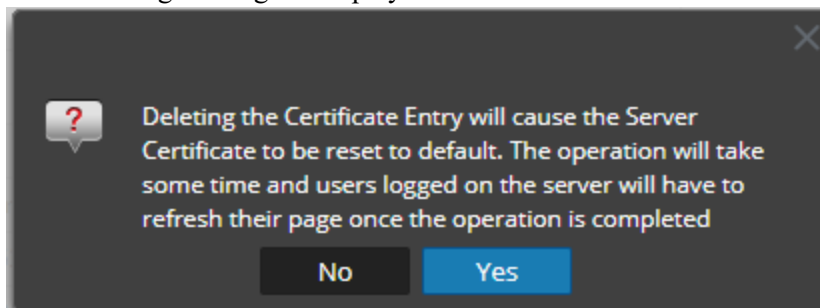 Deleting the Certificate Entry will cause the Server
Certificate to be reset to default. The operation will take
some time and users logged on the server will have to
refresh their page once the operation is completed
No Yes